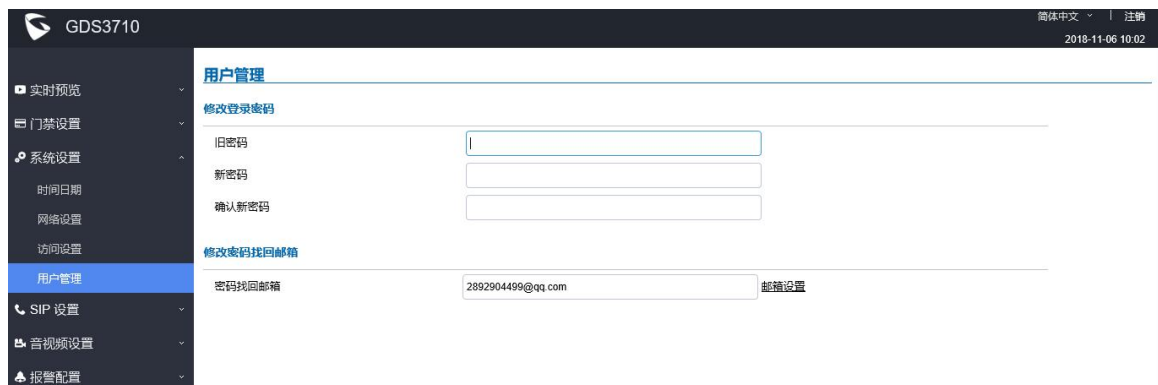 GDS3710
简体中文 | 注销
2018-11-06 10:02
实时预览
门禁设置
系统设置
时间日期
网络设置
访问设置
用户管理
SIP 设置
音视频设置
报警配置
用户管理
修改登录密码
旧密码
新密码
确认新密码
修改密码找回邮箱
密码找回邮箱 2892904499@qq.com 邮箱设置